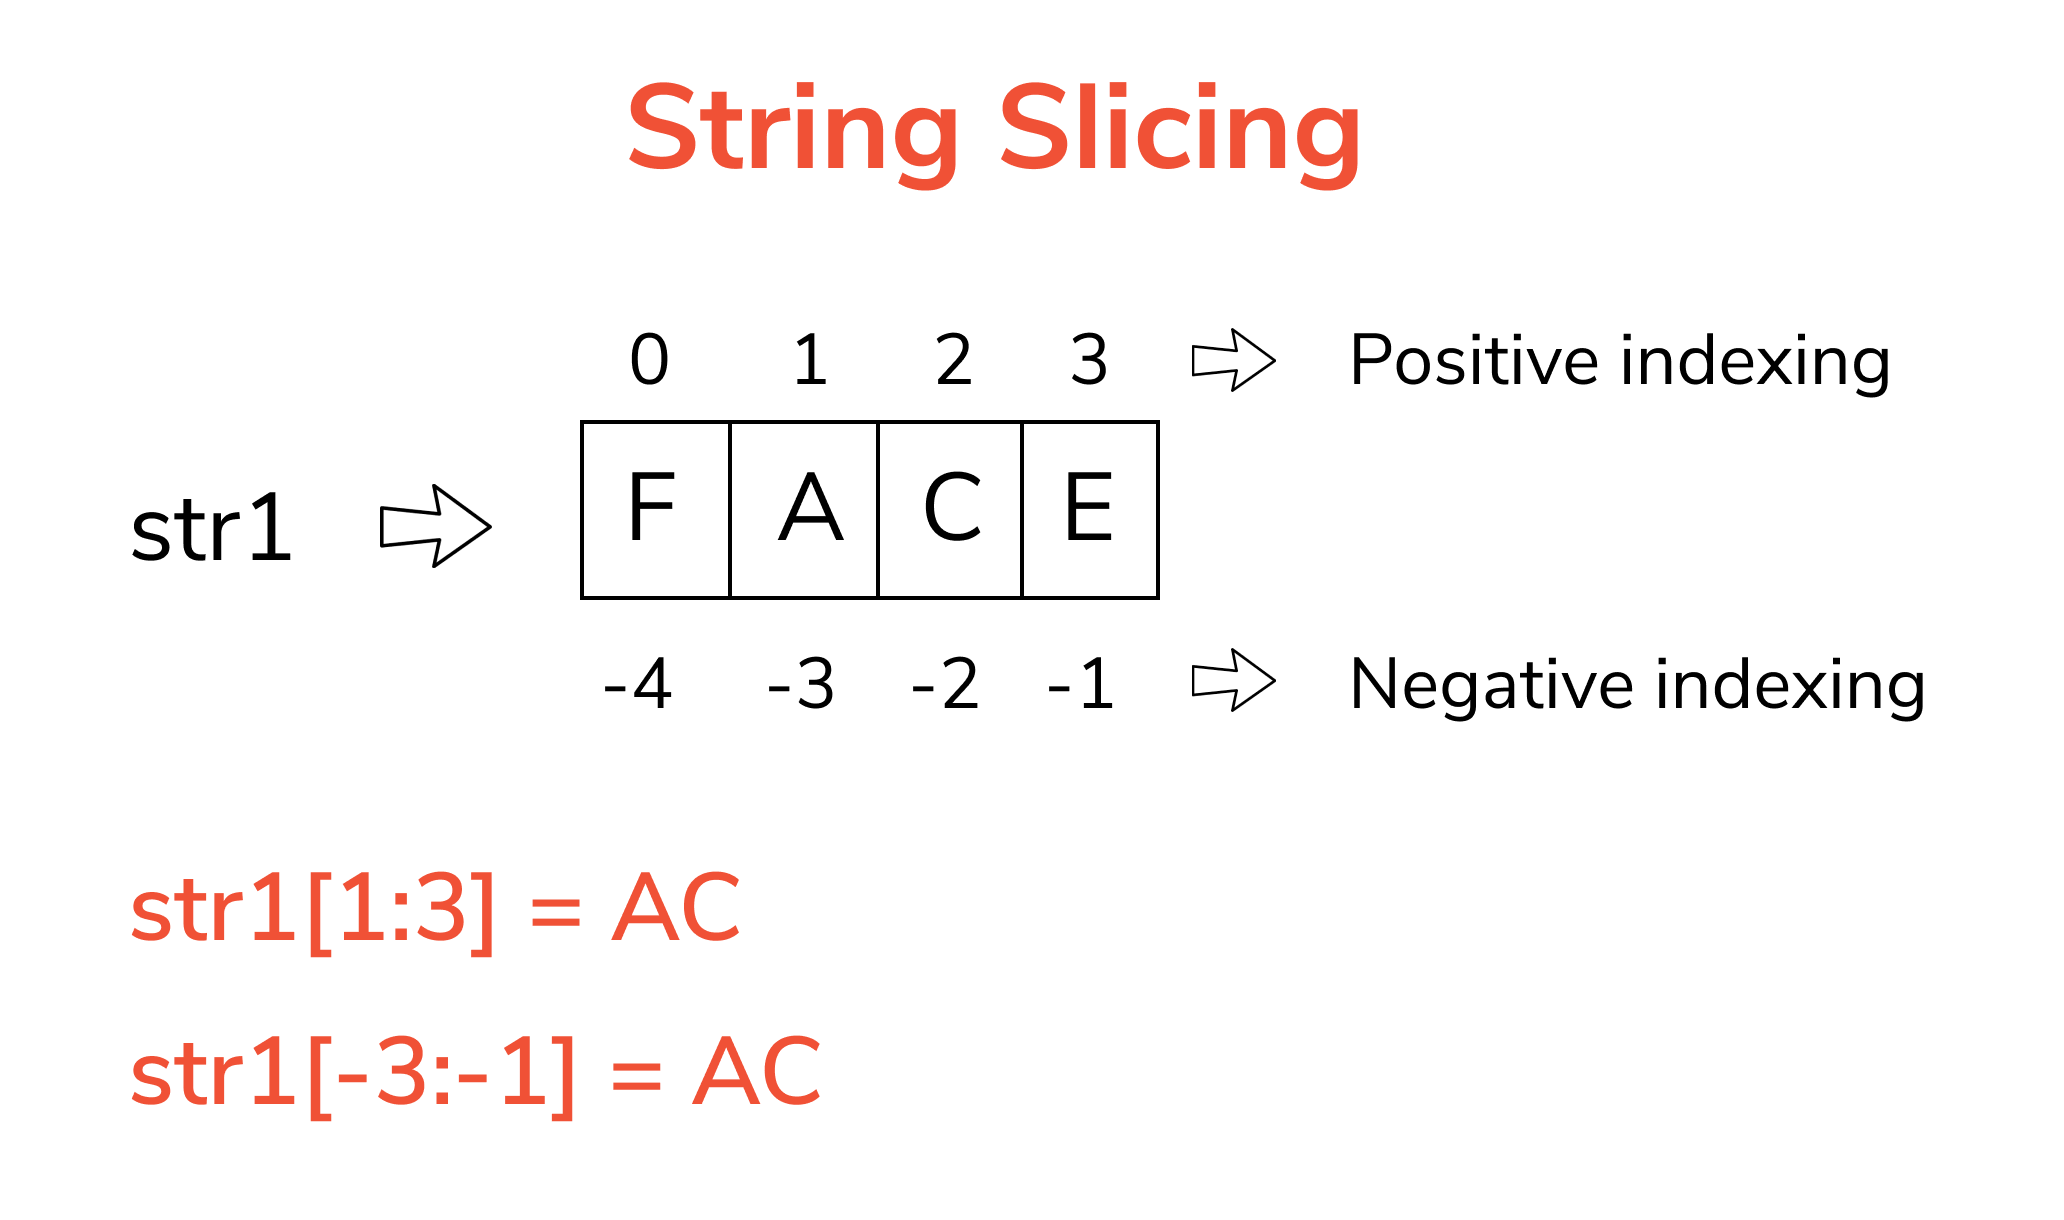 String Slicing
0 1 2 3 Positive indexing
str1 F A C E
-4 -3 -2 -1 Negative indexing
str1[1:3] = AC
str1[-3:-1] = AC